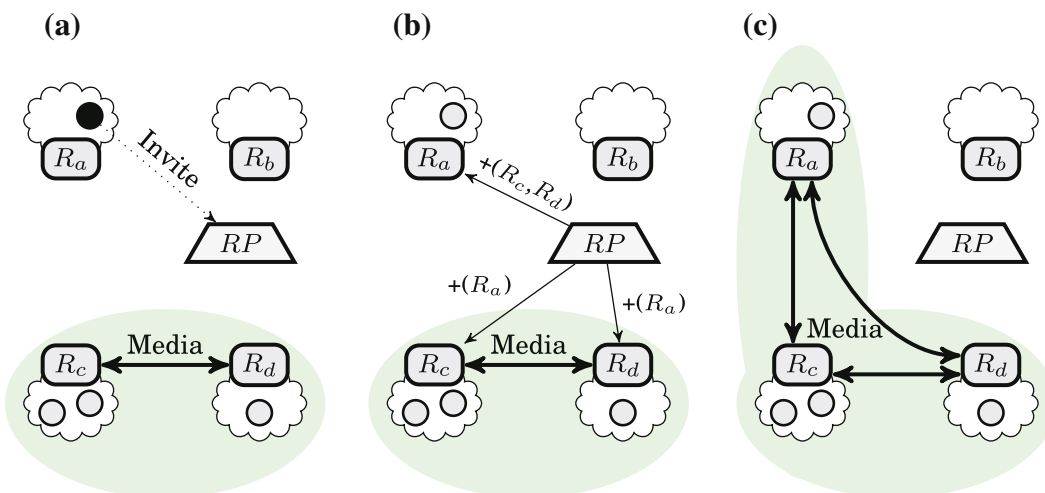 (a) (b) (c)
R_a R_b R_a R_b R_a R_b
Invite +(R_c, R_d)
RP RP RP
+(R_a) +(R_a)
Media Media Media
R_c R_d R_c R_d R_c R_d